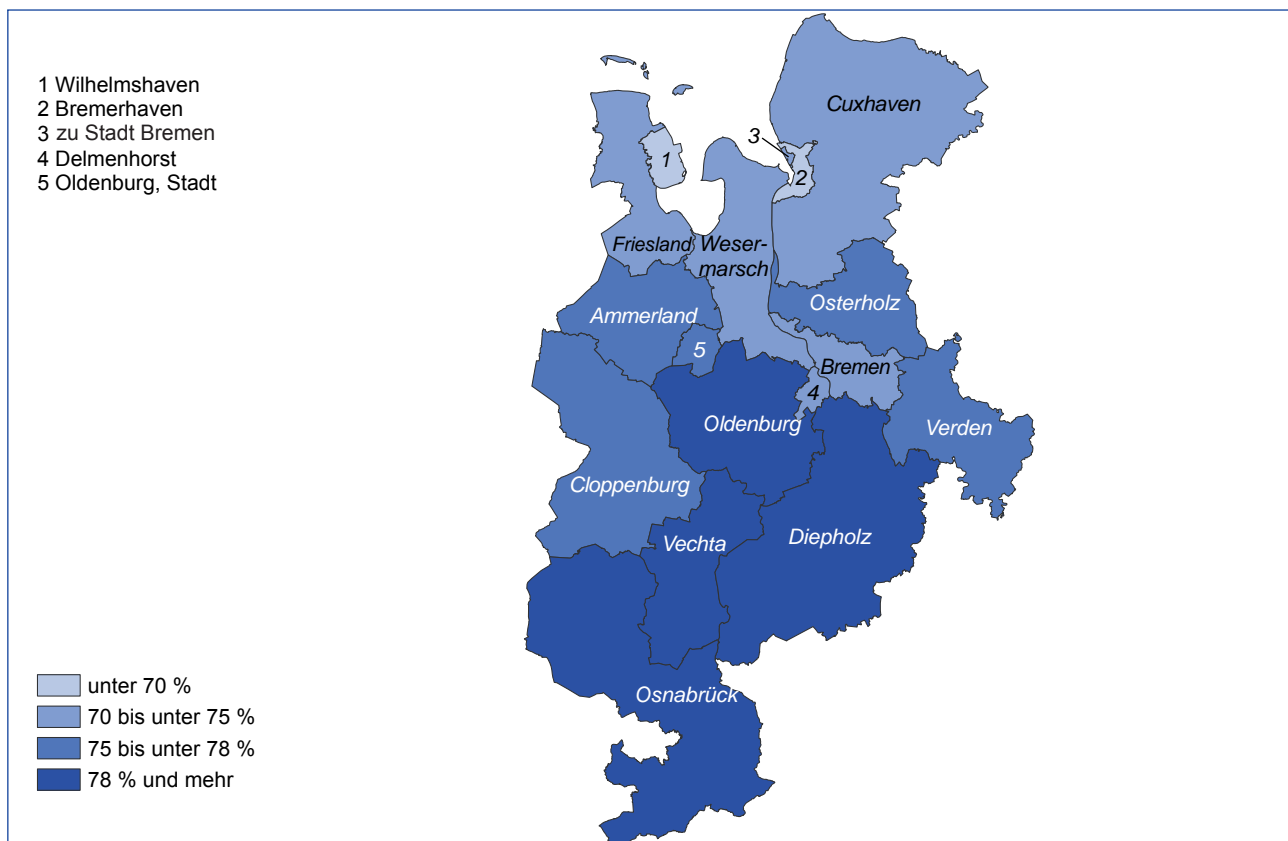 1 Wilhelmshaven
2 Bremerhaven
3 zu Stadt Bremen
4 Delmenhorst
5 Oldenburg, Stadt
Cuxhaven
3
1
2
Friesland
Weser-
marsch
Osterholz
Ammerland
5
Bremen
4
Oldenburg
Verden
Cloppenburg
Vechta
Diepholz
Osnabrück
unter 70 %
70 bis unter 75 %
75 bis unter 78 %
78 % und mehr